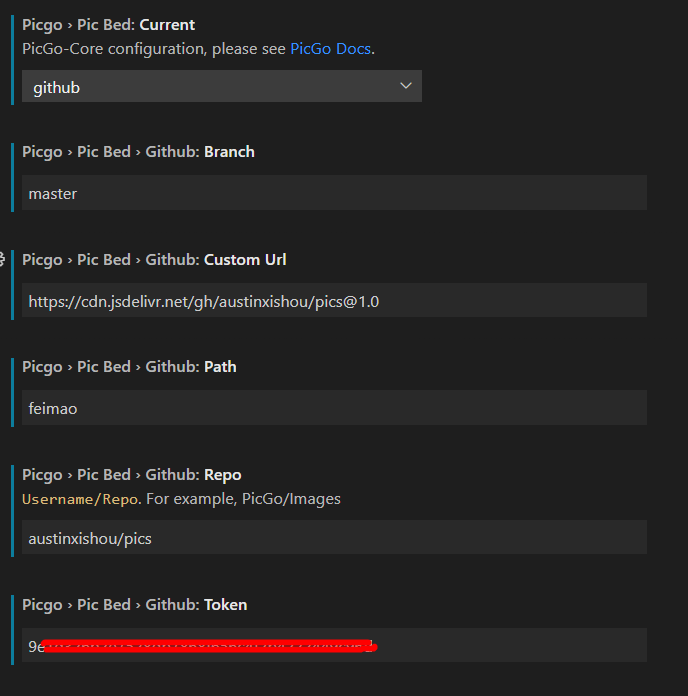 Picgo › Pic Bed: Current
PicGo-Core configuration, please see PicGo Docs.
github
Picgo › Pic Bed › Github: Branch
master
Picgo › Pic Bed › Github: Custom Url
https://cdn.jsdelivr.net/gh/austinxishou/pics@1.0
Picgo › Pic Bed › Github: Path
feimao
Picgo › Pic Bed › Github: Repo
Username/Repo. For example, PicGo/Images
austinxishou/pics
Picgo › Pic Bed › Github: Token